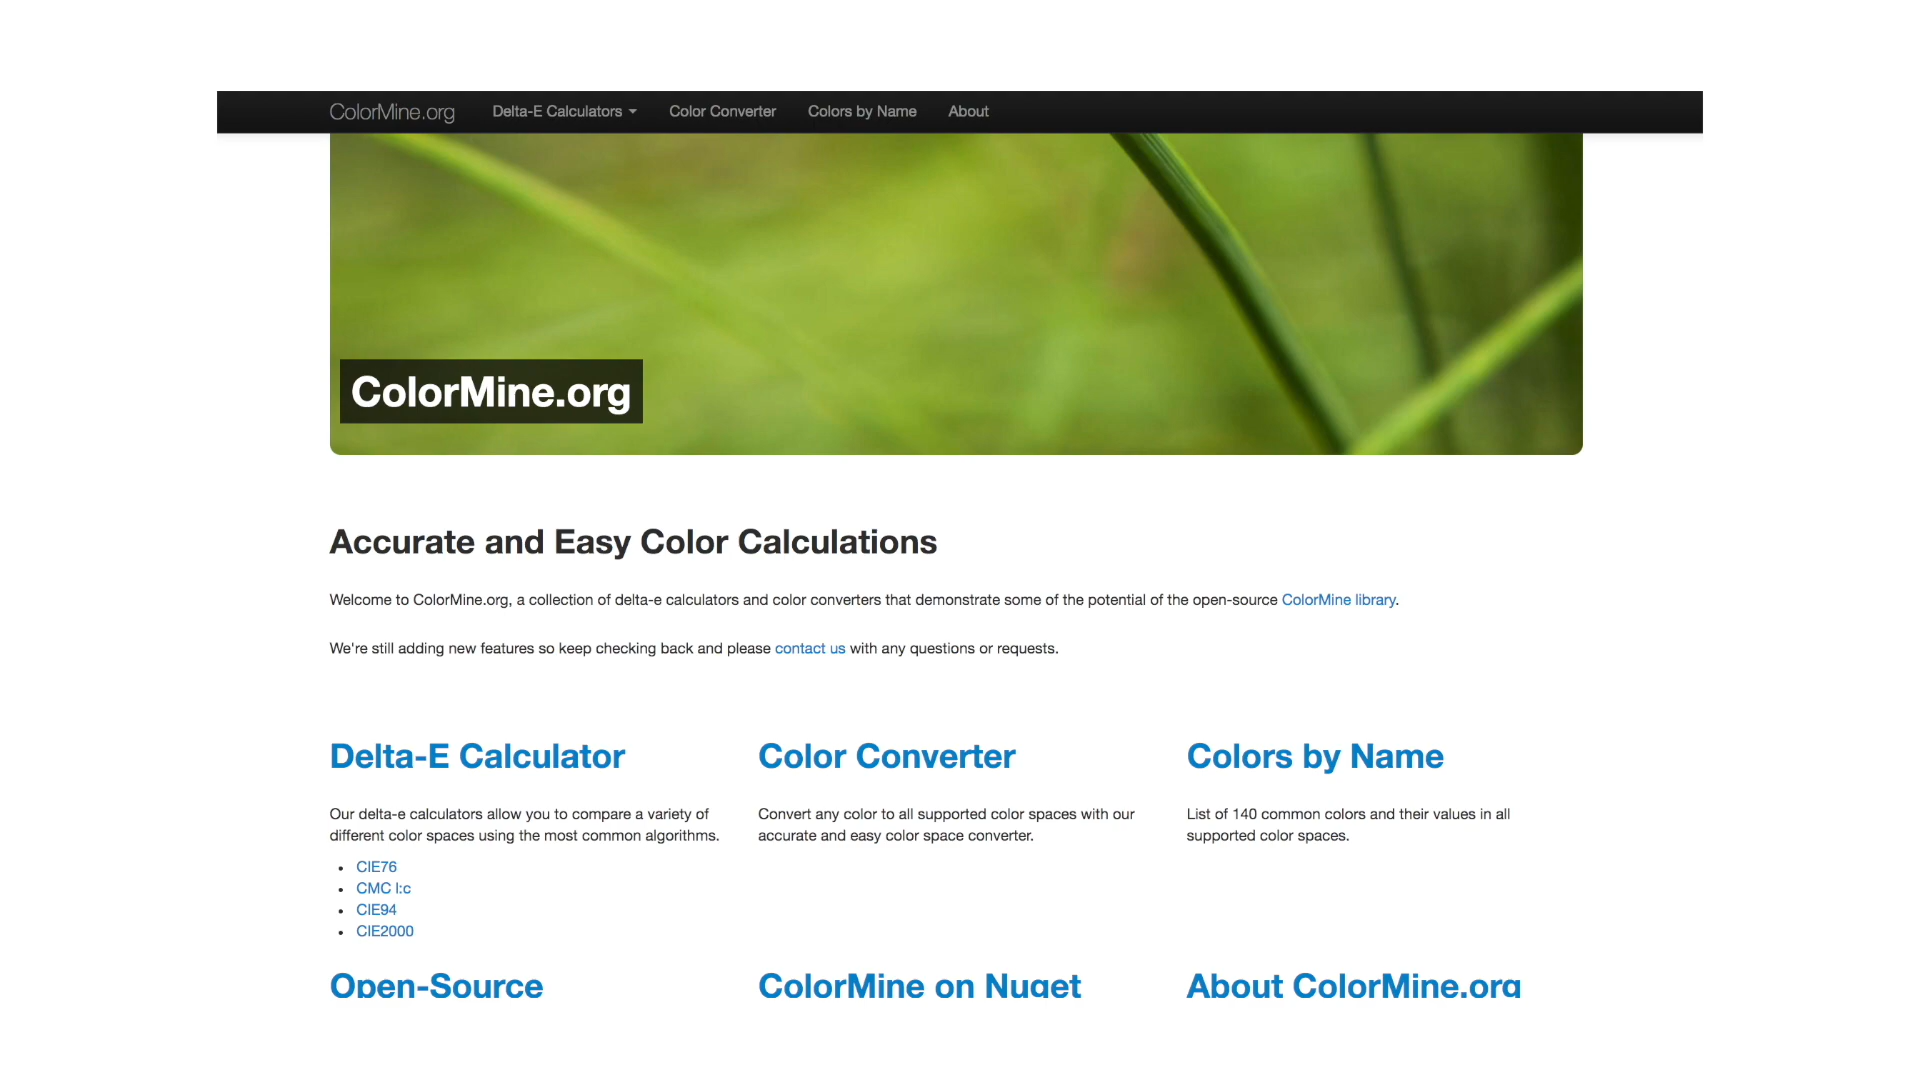 ColorMine.org Delta-E Calculators Color Converter Colors by Name About
ColorMine.org
Accurate and Easy Color Calculations
Welcome to ColorMine.org, a collection of delta-e calculators and color converters that demonstrate some of the potential of the open-source ColorMine library.
We're still adding new features so keep checking back and please contact us with any questions or requests.
Delta-E Calculator
Our delta-e calculators allow you to compare a variety of
different color spaces using the most common algorithms.
• CIE76
• CMC l:c
• CIE94
• CIE2000
Color Converter
Convert any color to all supported color spaces with our
accurate and easy color space converter.
Colors by Name
List of 140 common colors and their values in all
supported color spaces.
Open-Source
ColorMine on Nuget
About ColorMine.org